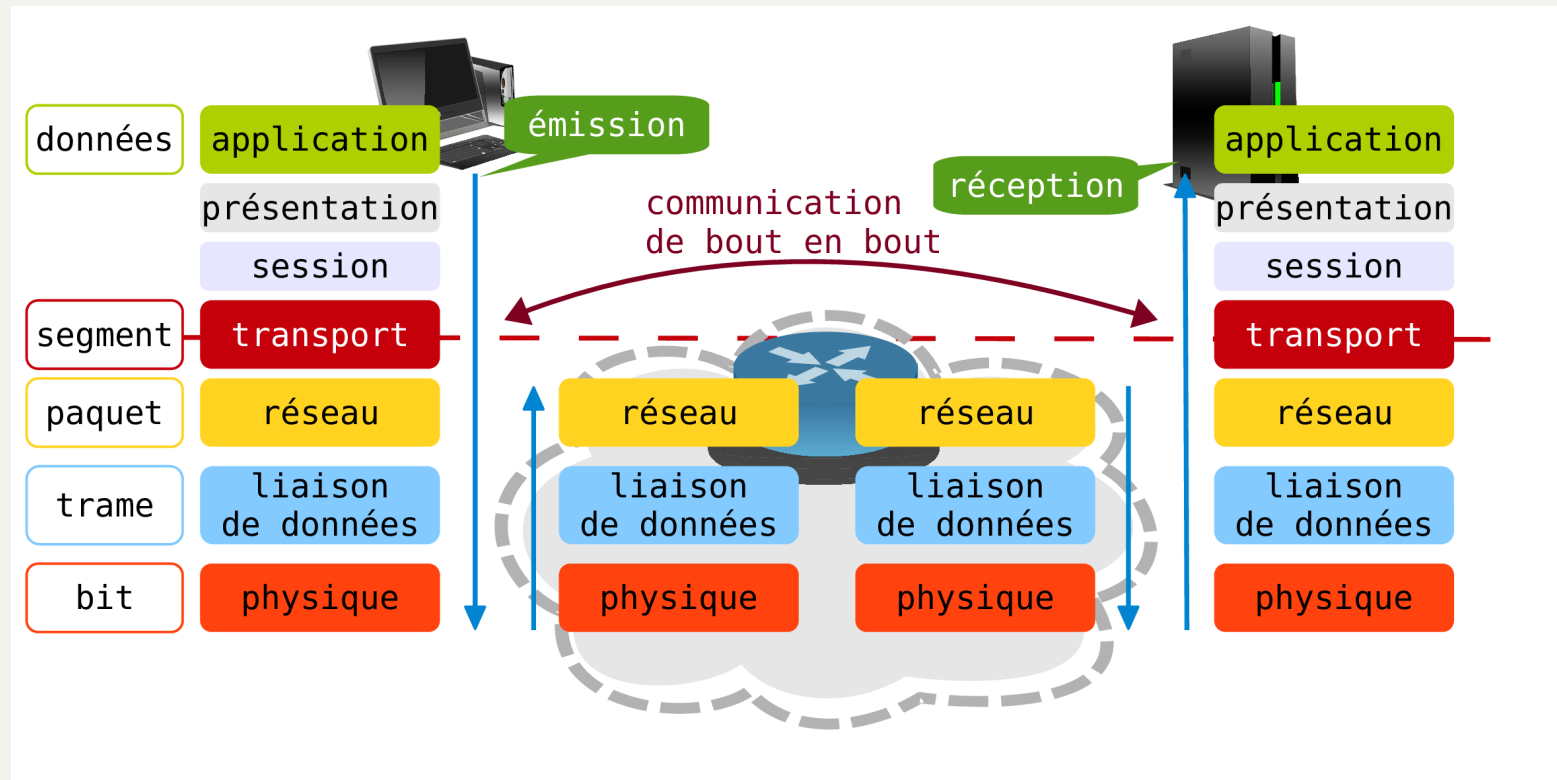 données
application
émission
application
présentation
réception
présentation
communication
de bout en bout
session
session
segment
transport
transport
paquet
réseau
réseau
réseau
réseau
trame
liaison
de données
liaison
de données
liaison
de données
liaison
de données
bit
physique
physique
physique
physique